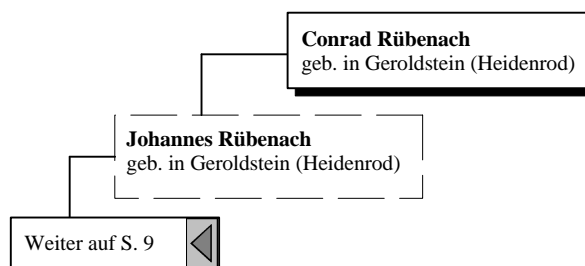 Conrad Rübenach
geb. in Geroldstein (Heidenrod)
Johannes Rübenach
geb. in Geroldstein (Heidenrod)
Weiter auf S. 9